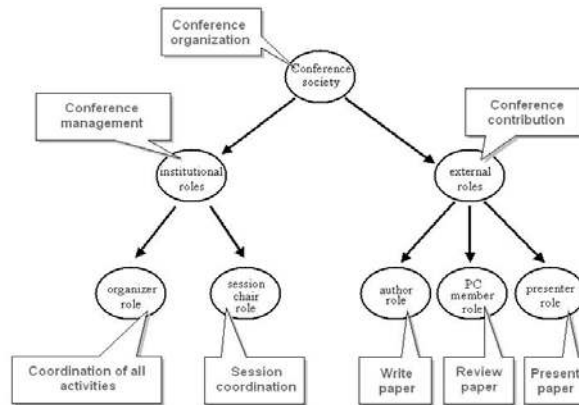 Conference
organization
Conference
society
Conference
management
Conference
contribution
institutional
roles
external
roles
organizer
role
session
chair
role
author
role
PC
member
role
presenter
role
Coordination of all
activities
Session
coordination
Write
paper
Review
paper
Present
paper